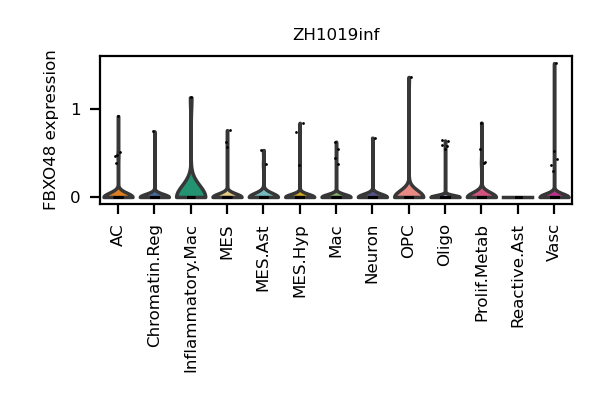 ZH1019inf
FBXO48 expression
1
0
AC
Chromatin.Reg
Inflammatory.Mac
MES
MES.Ast
MES.Hyp
Mac
Neuron
OPC
Oligo
Prolif.Metab
Reactive.Ast
Vasc